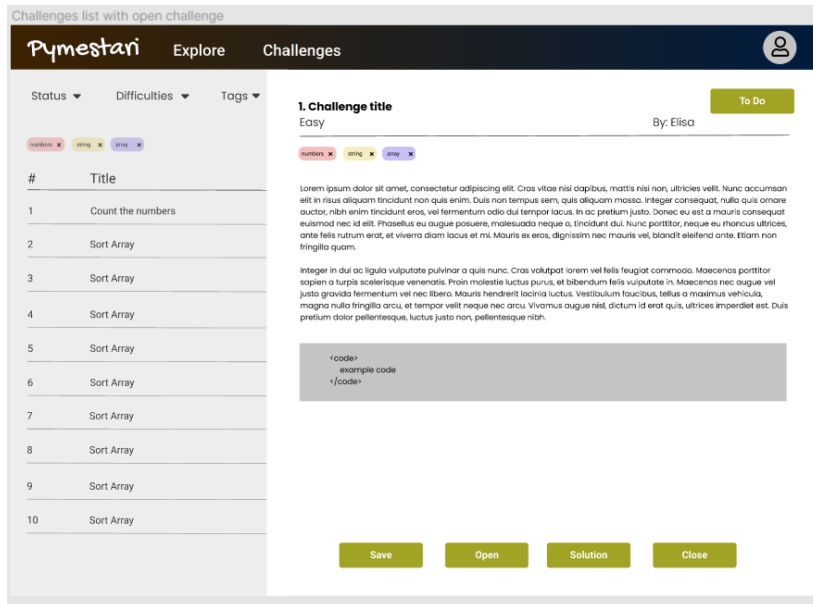 Challenges list with open challenge
Pymestari Explore Challenges
Status Difficulties Tags
numbers x string x array x
# Title
1 Count the numbers
2 Sort Array
3 Sort Array
4 Sort Array
5 Sort Array
6 Sort Array
7 Sort Array
8 Sort Array
9 Sort Array
10 Sort Array
To Do
1. Challenge title
Easy By: Elisa
numbers x string x array x
Lorem ipsum dolor sit amet, consectetur adipiscing elit. Cras vitae nisi dapibus, mattis nisi non, ultricies velit. Nunc accumsan
elit in risus aliquam tincidunt non quis enim. Duis non tempus sem, quis aliquam massa. Integer consequat, nulla quis ornare
auctor, nibh enim tincidunt eros, vel fermentum odio dui tempor lacus. In ac pretium justo. Donec eu est a mauris consequat
euismod nec id elit. Phasellus eu augue posuere, malesuada neque a, tincidunt dui. Nunc porttitor, neque eu rhoncus ultrices,
ante felis rutrum erat, et viverra diam lacus et mi. Mauris ex eros, dignissim nec mauris vel, blandit eleifend ante. Etiam non
fringilla quam.
Integer in dui ac ligula vulputate pulvinar a quis nunc. Cras volutpat lorem vel felis feugiat commodo. Maecenas porttitor
sapien a turpis scelerisque venenatis. Proin molestie luctus purus, et bibendum felis vulputate in. Maecenas nec augue vel
justo gravida fermentum vel nec libero. Mauris hendrerit lacinia luctus. Vestibulum faucibus, tellus a maximus vehicula,
magna nulla fringilla arcu, et tempor velit neque nec arcu. Vivamus augue nisl, dictum id erat quis, ultrices imperdiet est. Duis
pretium dolor pellentesque, luctus justo non, pellentesque nibh.
<code>
example code
</code>
Save Open Solution Close